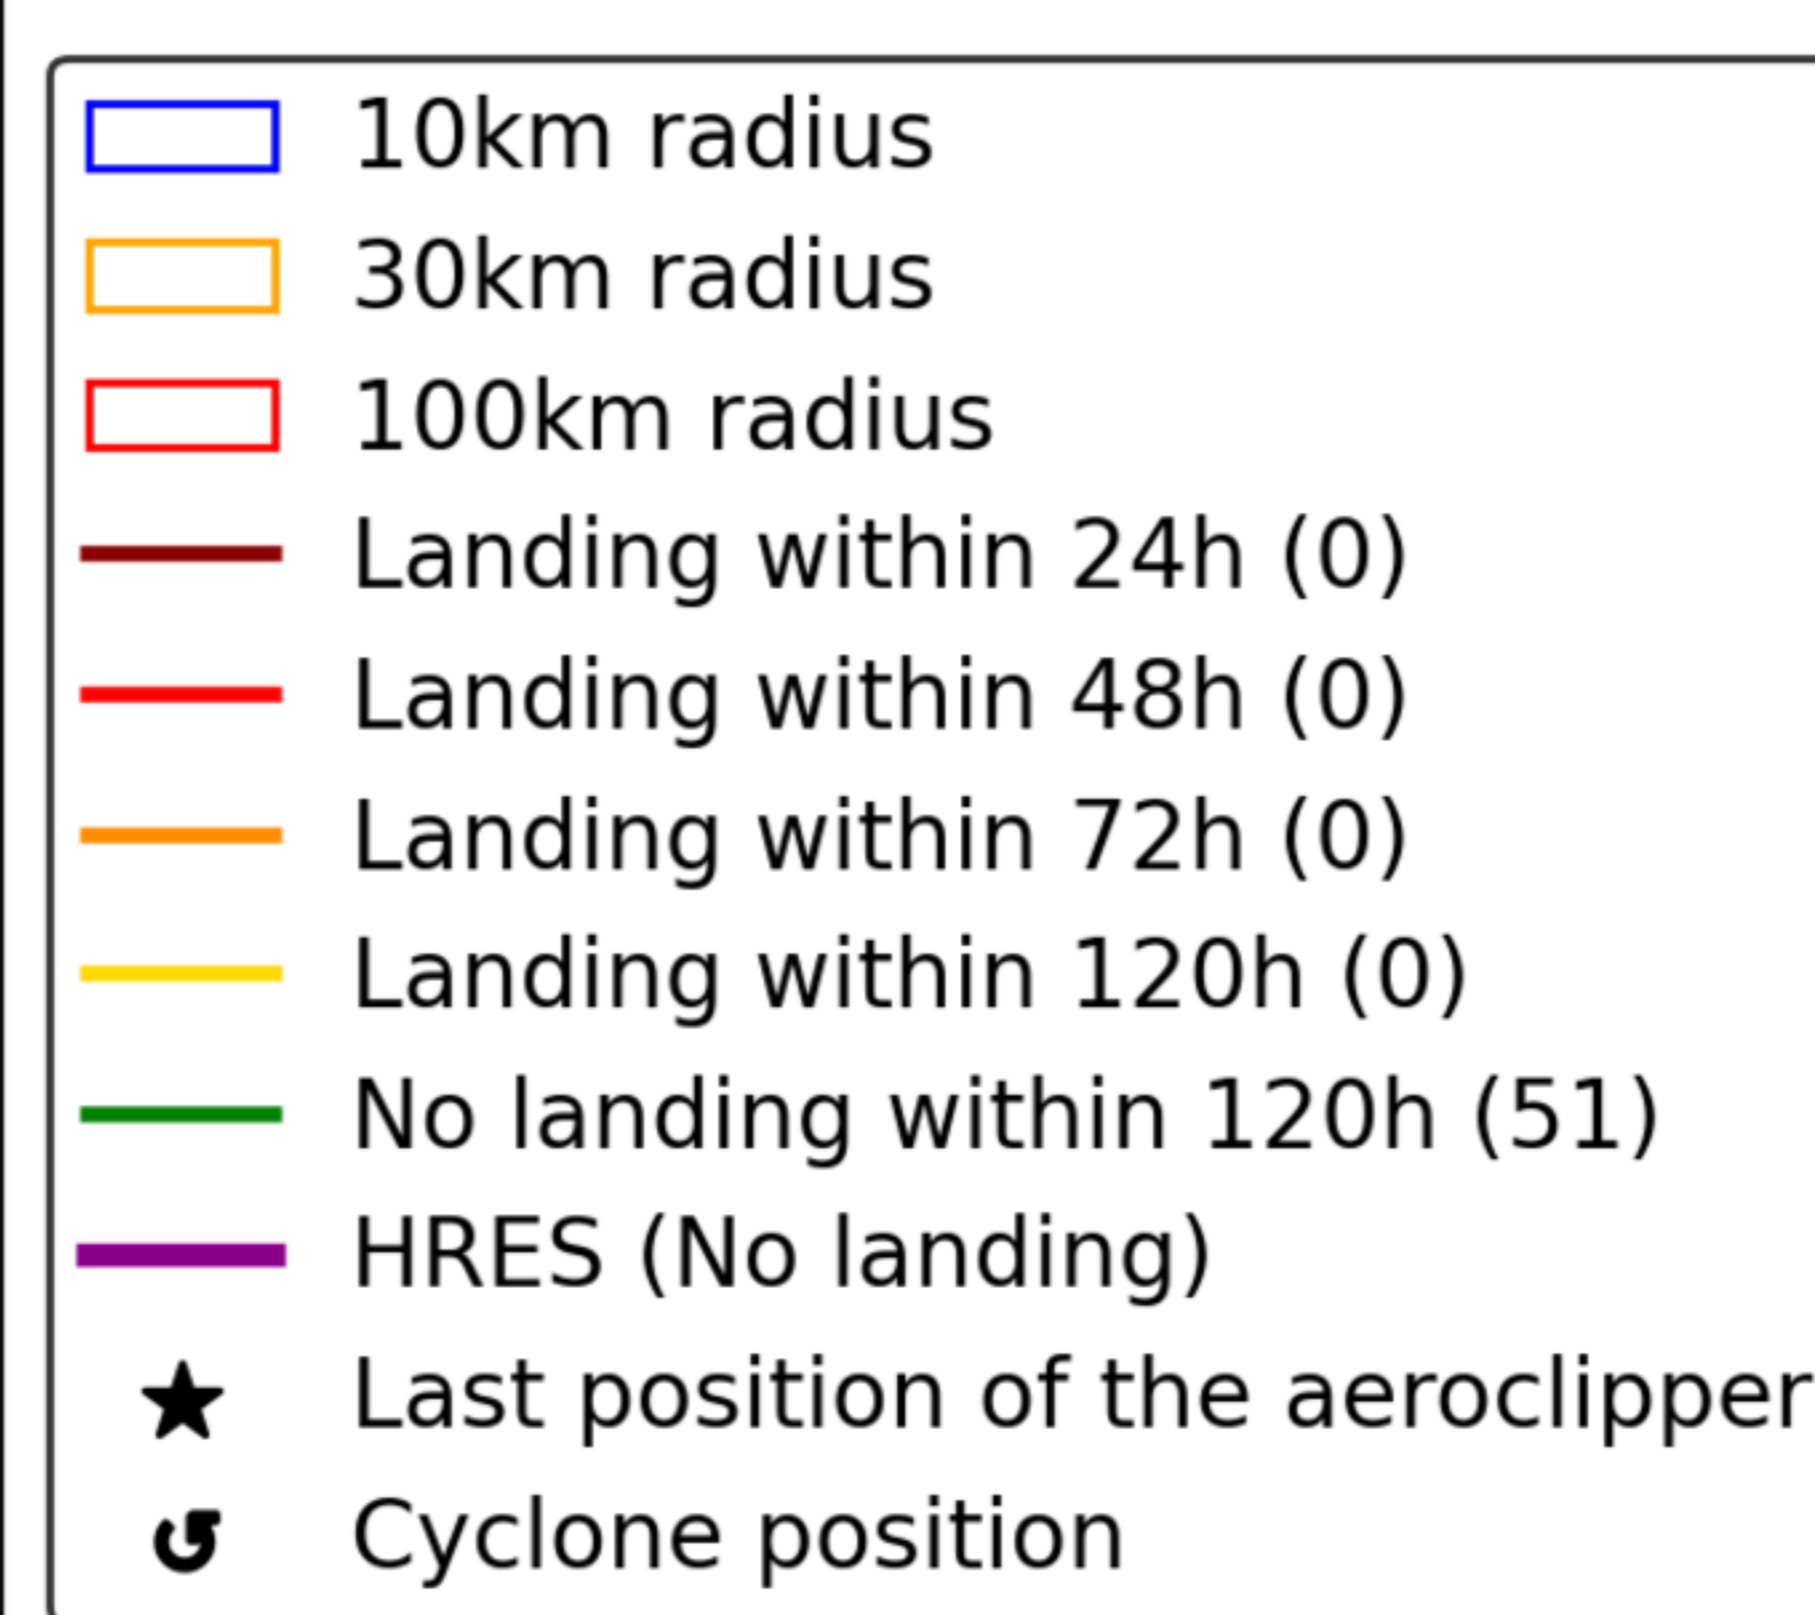 10km radius
30km radius
100km radius
Landing within 24h (0)
Landing within 48h (0)
Landing within 72h (0)
Landing within 120h (0)
No landing within 120h (51)
HRES (No landing)
Last position of the aeroclipper
Cyclone position